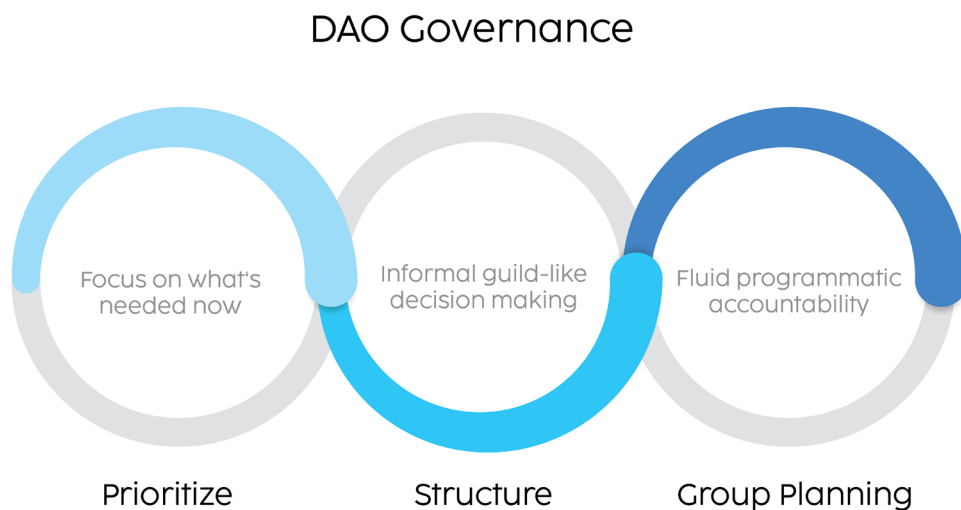 DAO Governance
Focus on what's
needed now
Informal guild-like
decision making
Fluid programmatic
accountability
Prioritize
Structure
Group Planning